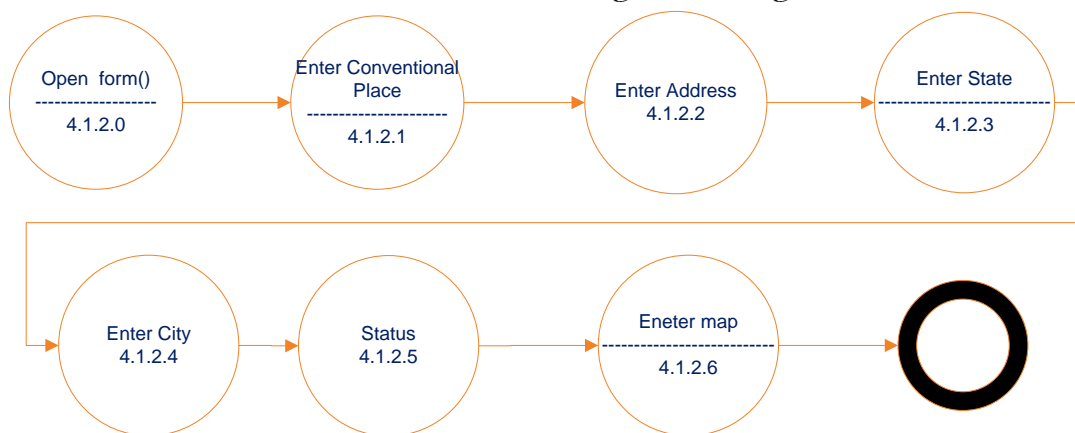 Open form()
--------------------
4.1.2.0
Enter Conventional
Place
-----------------------
4.1.2.1
Enter Address
4.1.2.2
Enter State
--------------------------------
4.1.2.3
Enter City
4.1.2.4
Status
4.1.2.5
Eneter map
---------------------------------
4.1.2.6